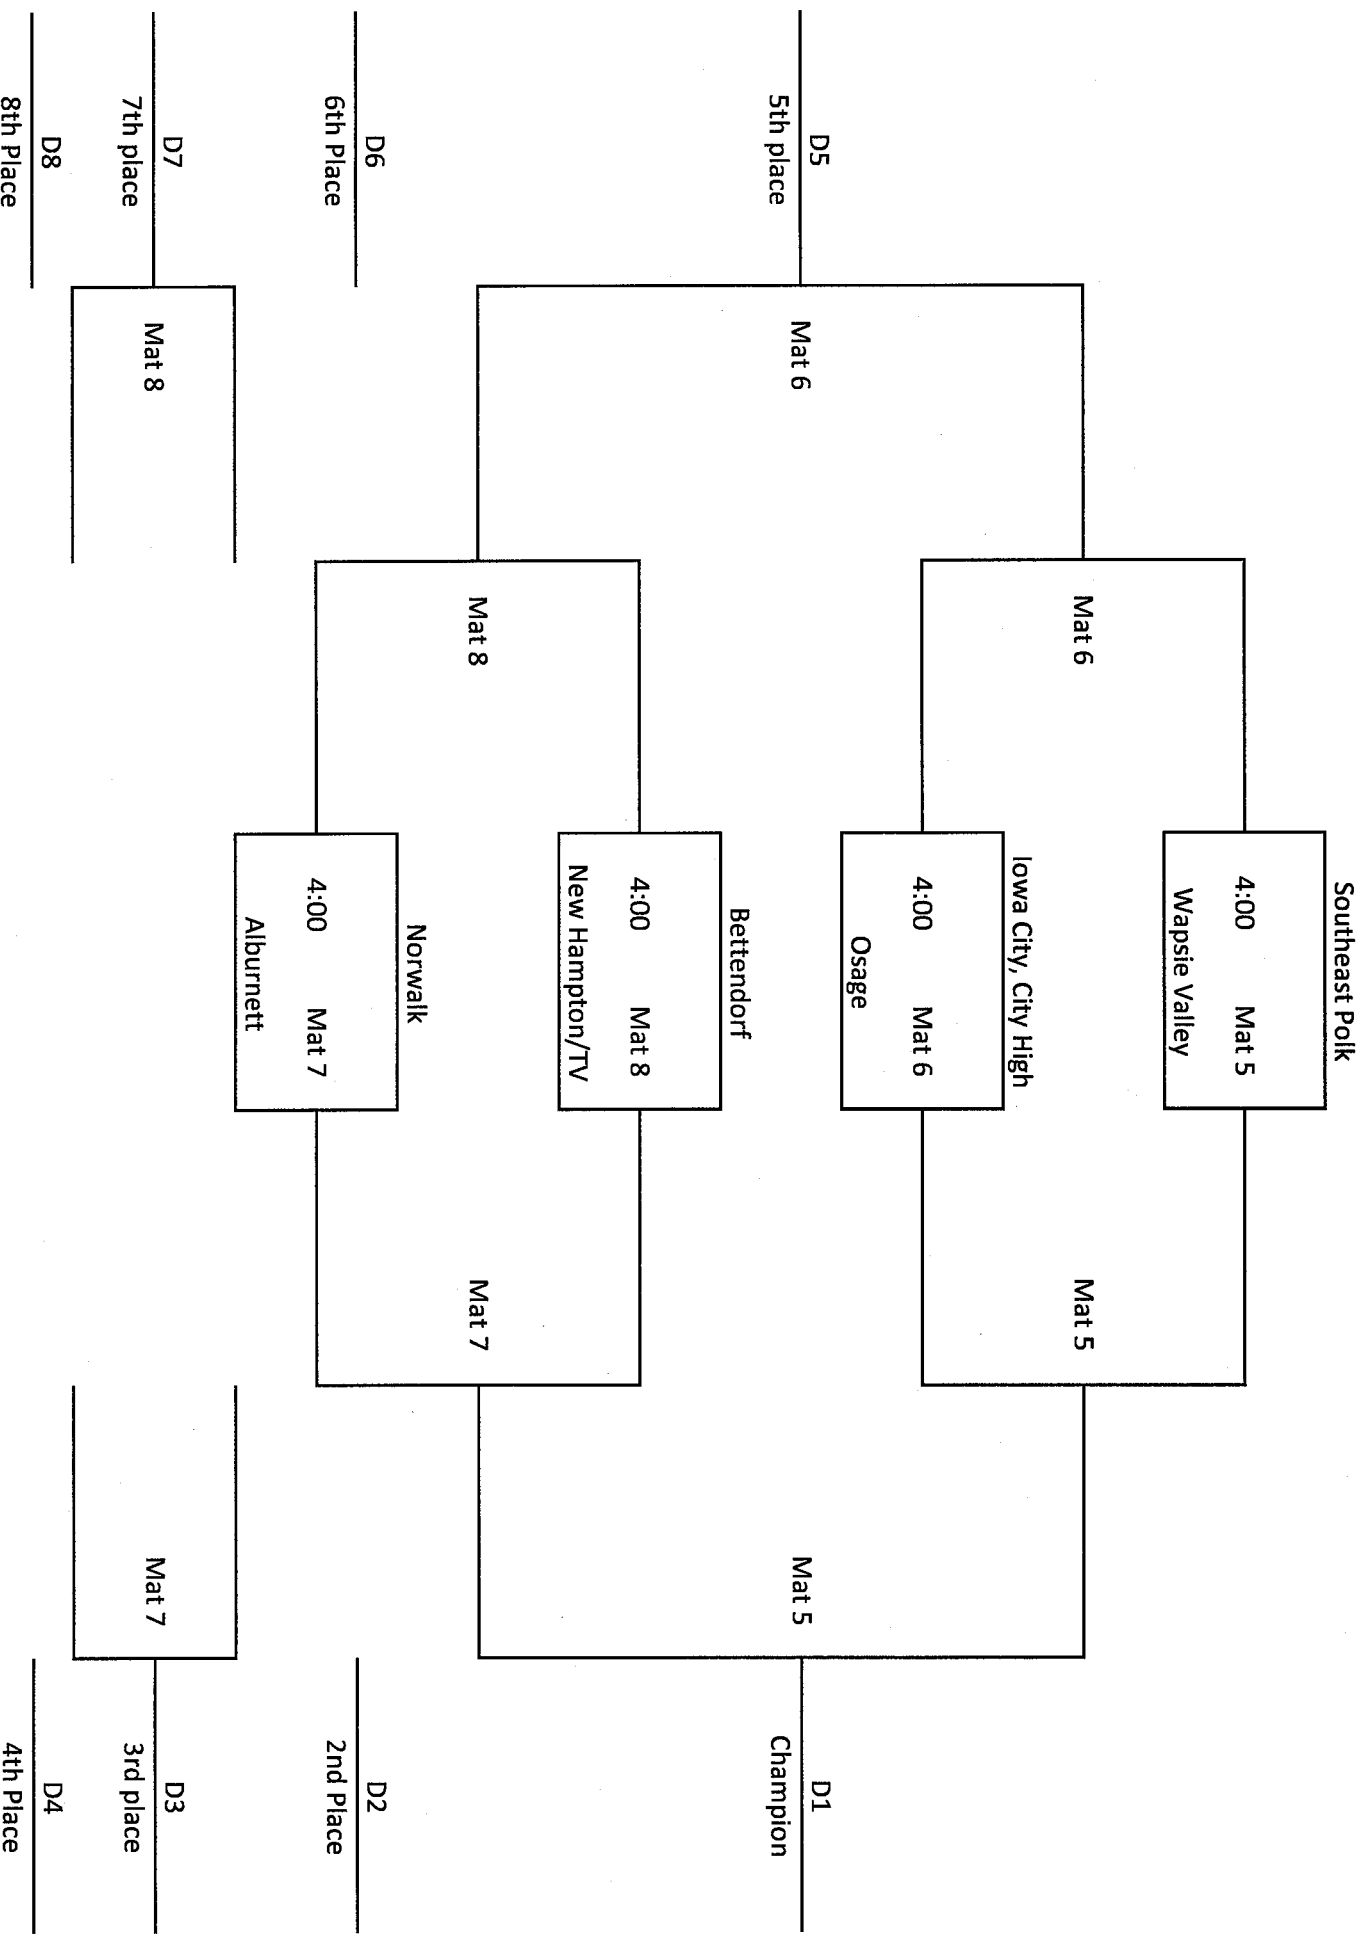 Southeast Polk
4:00 Mat 5
Wapsie Valley
Mat 6
Mat 5
Iowa City, City High
4:00 Mat 6
Osage
D5
5th place
Mat 6
Mat 5
D1
Champion
Bettendorf
4:00 Mat 8
New Hampton/TV
Mat 8
Mat 7
Norwalk
4:00 Mat 7
Alburnett
D6
6th Place
D2
2nd Place
D7
7th place
Mat 8
Mat 7
D3
3rd place
D8
8th Place
D4
4th Place